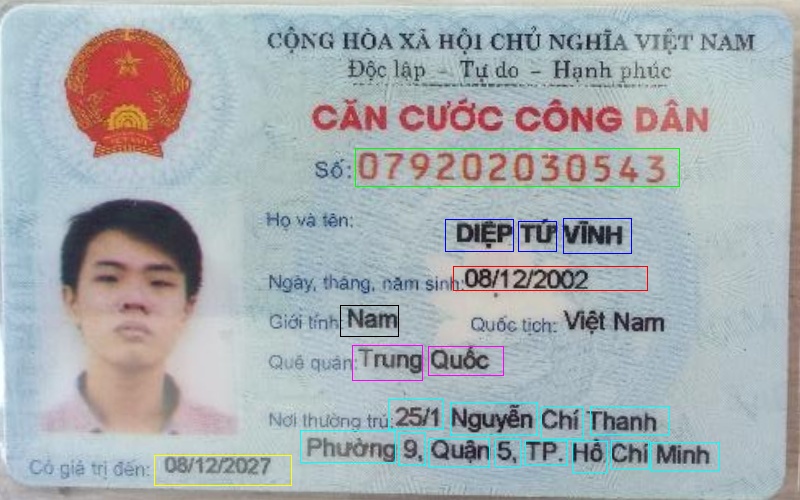 CỘNG HÒA XÃ HỘI CHỦ NGHĨA VIỆT NAM
Độc lập - Tự do - Hạnh phúc
CĂN CƯỚC CÔNG DÂN
Số: 079202030543
Họ và tên:
DIỆP TỨ VĨNH
Ngày, tháng, năm sinh: 08/12/2002
Giới tính: Nam Quốc tịch: Việt Nam
Quê quán: Trung Quốc
Nơi thường trú: 25/1 Nguyễn Chí Thanh
Phường 9, Quận 5, TP. Hồ Chí Minh
Có giá trị đến: 08/12/2027